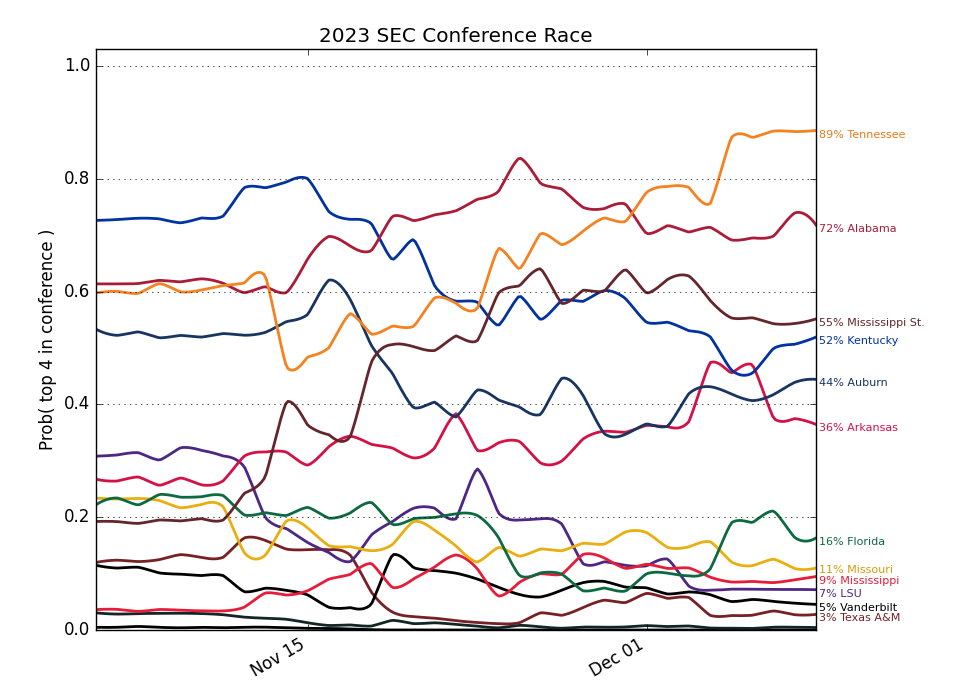 2023 SEC Conference Race
Prob( top 4 in conference )
1.0
0.8
0.6
0.4
0.2
0.0
Nov 15
Dec 01
89% Tennessee
72% Alabama
55% Mississippi St.
52% Kentucky
44% Auburn
36% Arkansas
16% Florida
11% Missouri
9% Mississippi
7% LSU
5% Vanderbilt
3% Texas A&M